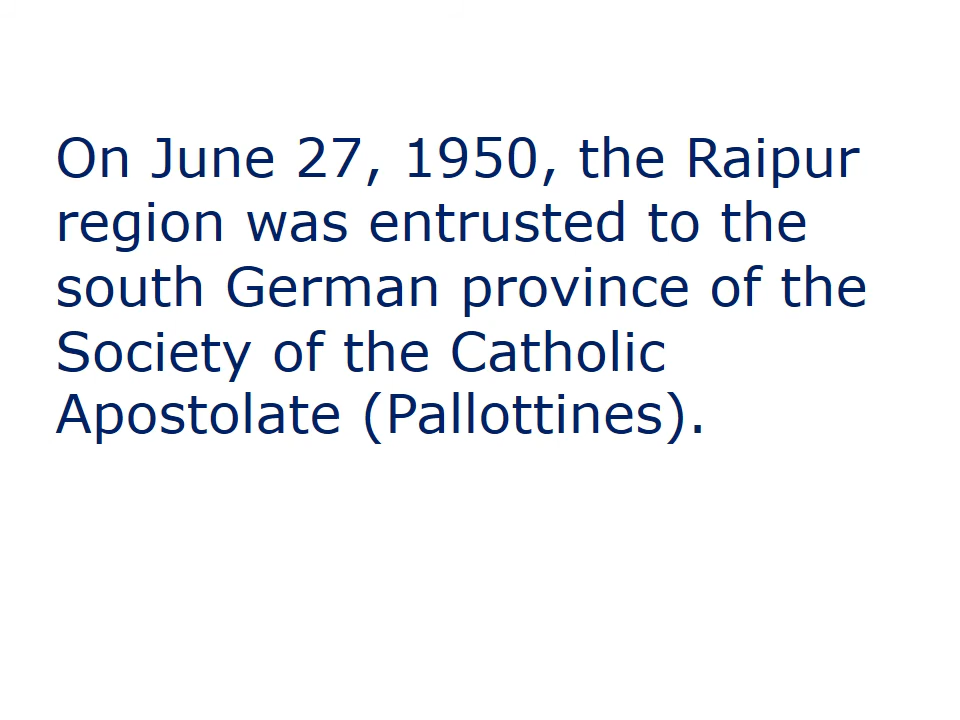 On June 27, 1950, the Raipur
region was entrusted to the
south German province of the
Society of the Catholic
Apostolate (Pallottines).